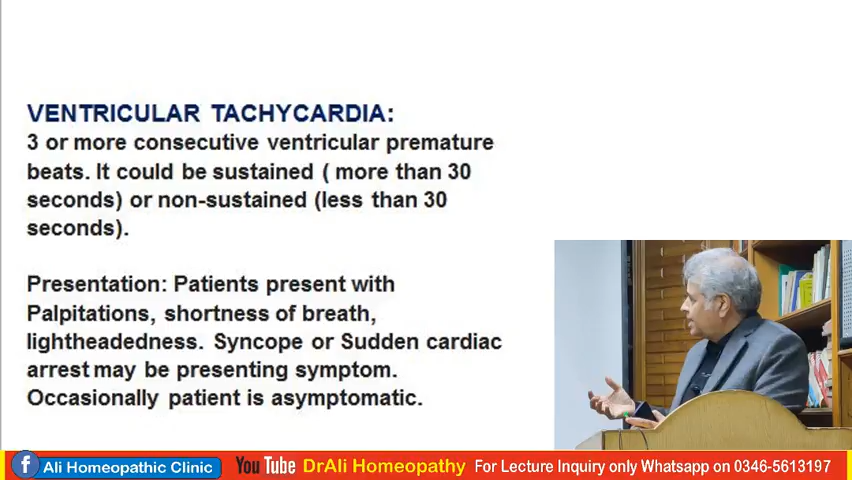 VENTRICULAR TACHYCARDIA:
3 or more consecutive ventricular premature
beats. It could be sustained ( more than 30
seconds) or non-sustained (less than 30
seconds).
Presentation: Patients present with
Palpitations, shortness of breath,
lightheadedness. Syncope or Sudden cardiac
arrest may be presenting symptom.
Occasionally patient is asymptomatic.
f Ali Homeopathic Clinic You Tube DrAli Homeopathy For Lecture Inquiry only Whatsapp on 0346-5613197